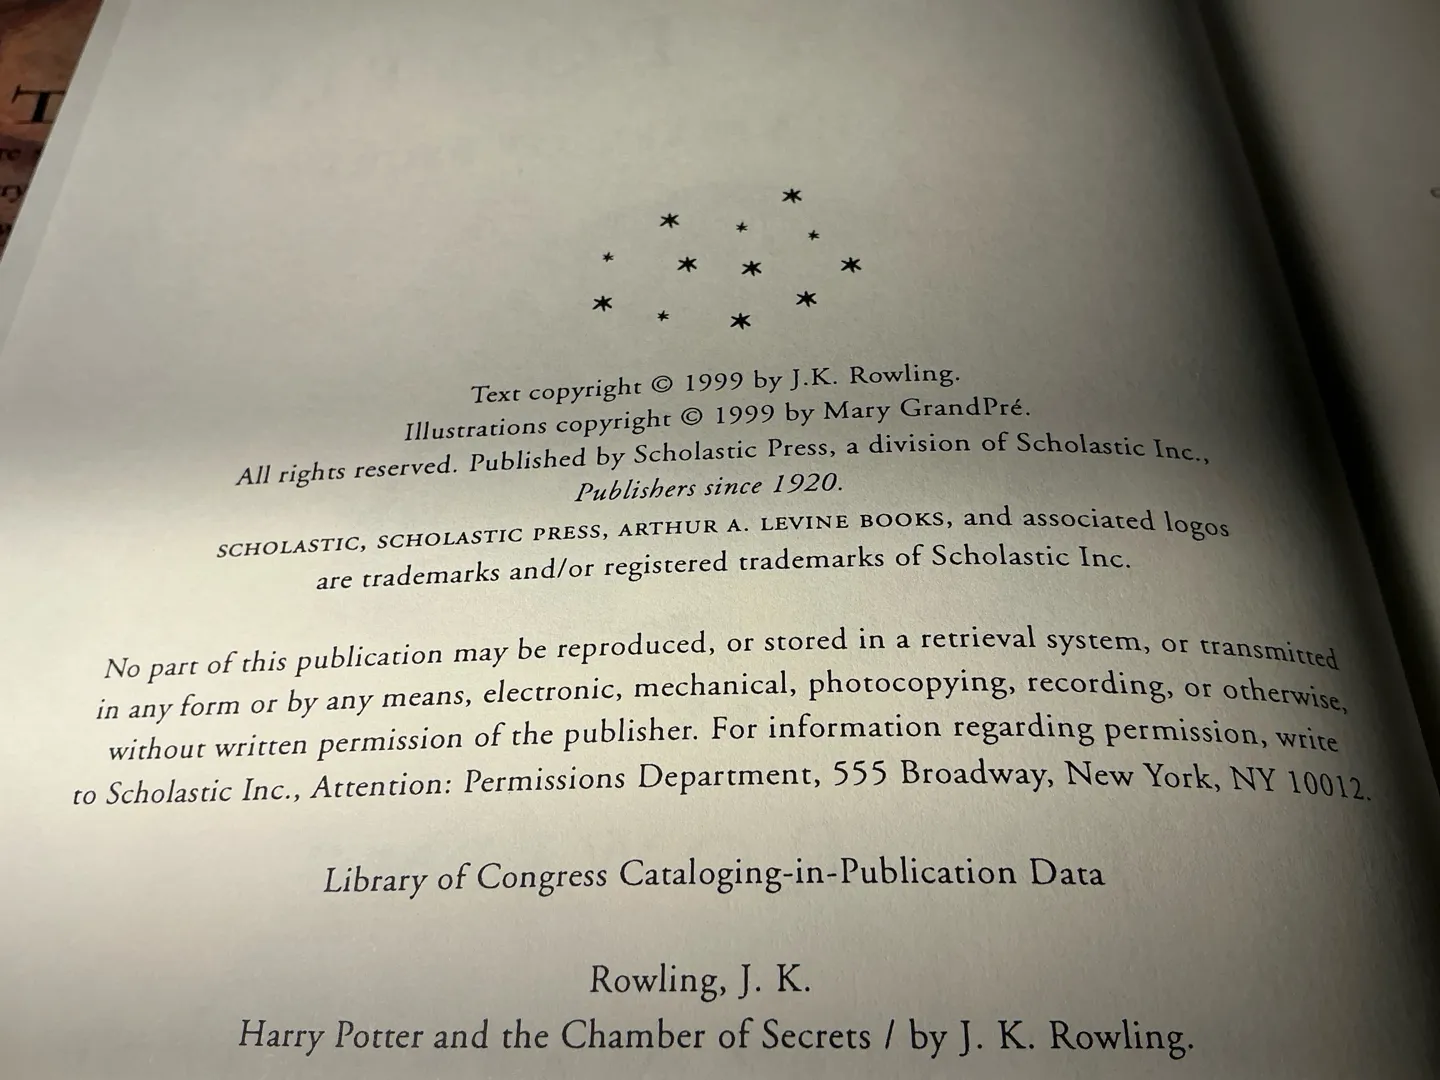 T
re
ry
Text copyright © 1999 by J.K. Rowling.
Illustrations copyright © 1999 by Mary GrandPré.
All rights reserved. Published by Scholastic Press, a division of Scholastic Inc.,
Publishers since 1920.
SCHOLASTIC, SCHOLASTIC PRESS, ARTHUR A. LEVINE BOOKS, and associated logos
are trademarks and/or registered trademarks of Scholastic Inc.
No part of this publication may be reproduced, or stored in a retrieval system, or transmitted
in any form or by any means, electronic, mechanical, photocopying, recording, or otherwise,
without written permission of the publisher. For information regarding permission, write
to Scholastic Inc., Attention: Permissions Department, 555 Broadway, New York, NY 10012.
Library of Congress Cataloging-in-Publication Data
Rowling, J. K.
Harry Potter and the Chamber of Secrets / by J. K. Rowling.